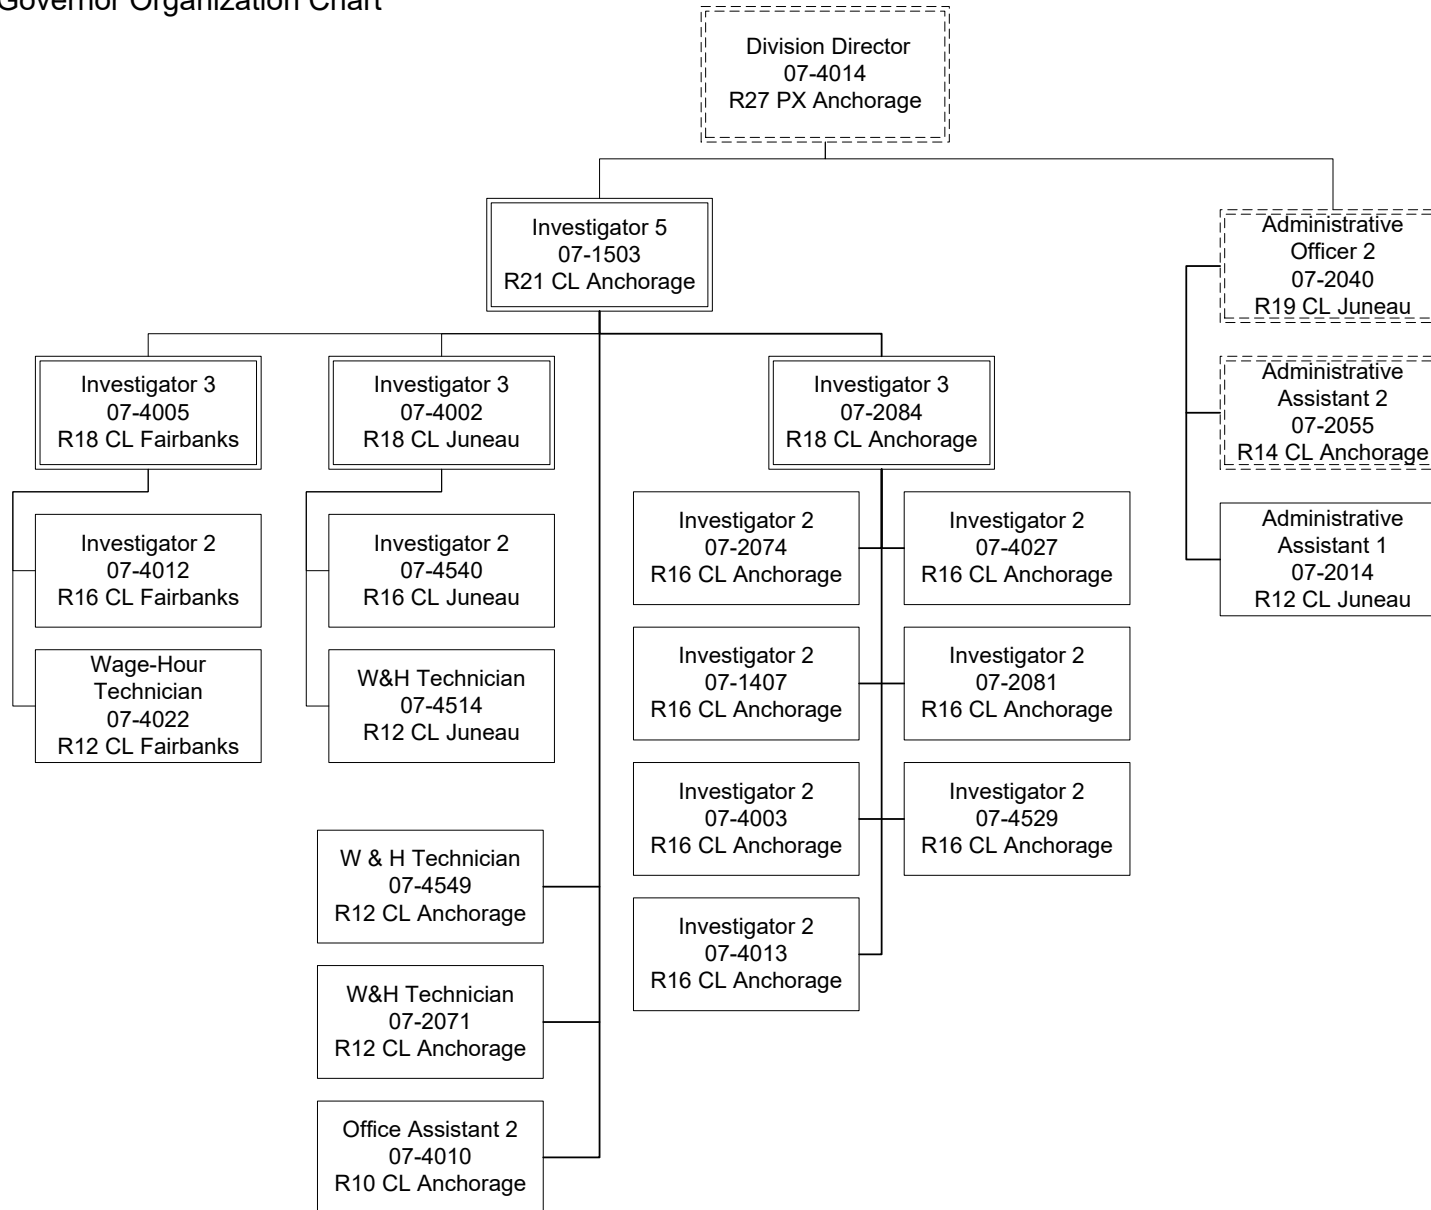 Governor Organization Chart
Division Director
07-4014
R27 PX Anchorage
Investigator 5
07-1503
R21 CL Anchorage
Administrative
Officer 2
07-2040
R19 CL Juneau
Investigator 3
07-4005
R18 CL Fairbanks
Investigator 3
07-4002
R18 CL Juneau
Investigator 3
07-2084
R18 CL Anchorage
Administrative
Assistant 2
07-2055
R14 CL Anchorage
Investigator 2
07-4012
R16 CL Fairbanks
Investigator 2
07-4540
R16 CL Juneau
Investigator 2
07-2074
R16 CL Anchorage
Investigator 2
07-4027
R16 CL Anchorage
Administrative
Assistant 1
07-2014
R12 CL Juneau
Wage-Hour
Technician
07-4022
R12 CL Fairbanks
W&H Technician
07-4514
R12 CL Juneau
Investigator 2
07-1407
R16 CL Anchorage
Investigator 2
07-2081
R16 CL Anchorage
Investigator 2
07-4003
R16 CL Anchorage
Investigator 2
07-4529
R16 CL Anchorage
W & H Technician
07-4549
R12 CL Anchorage
Investigator 2
07-4013
R16 CL Anchorage
W&H Technician
07-2071
R12 CL Anchorage
Office Assistant 2
07-4010
R10 CL Anchorage